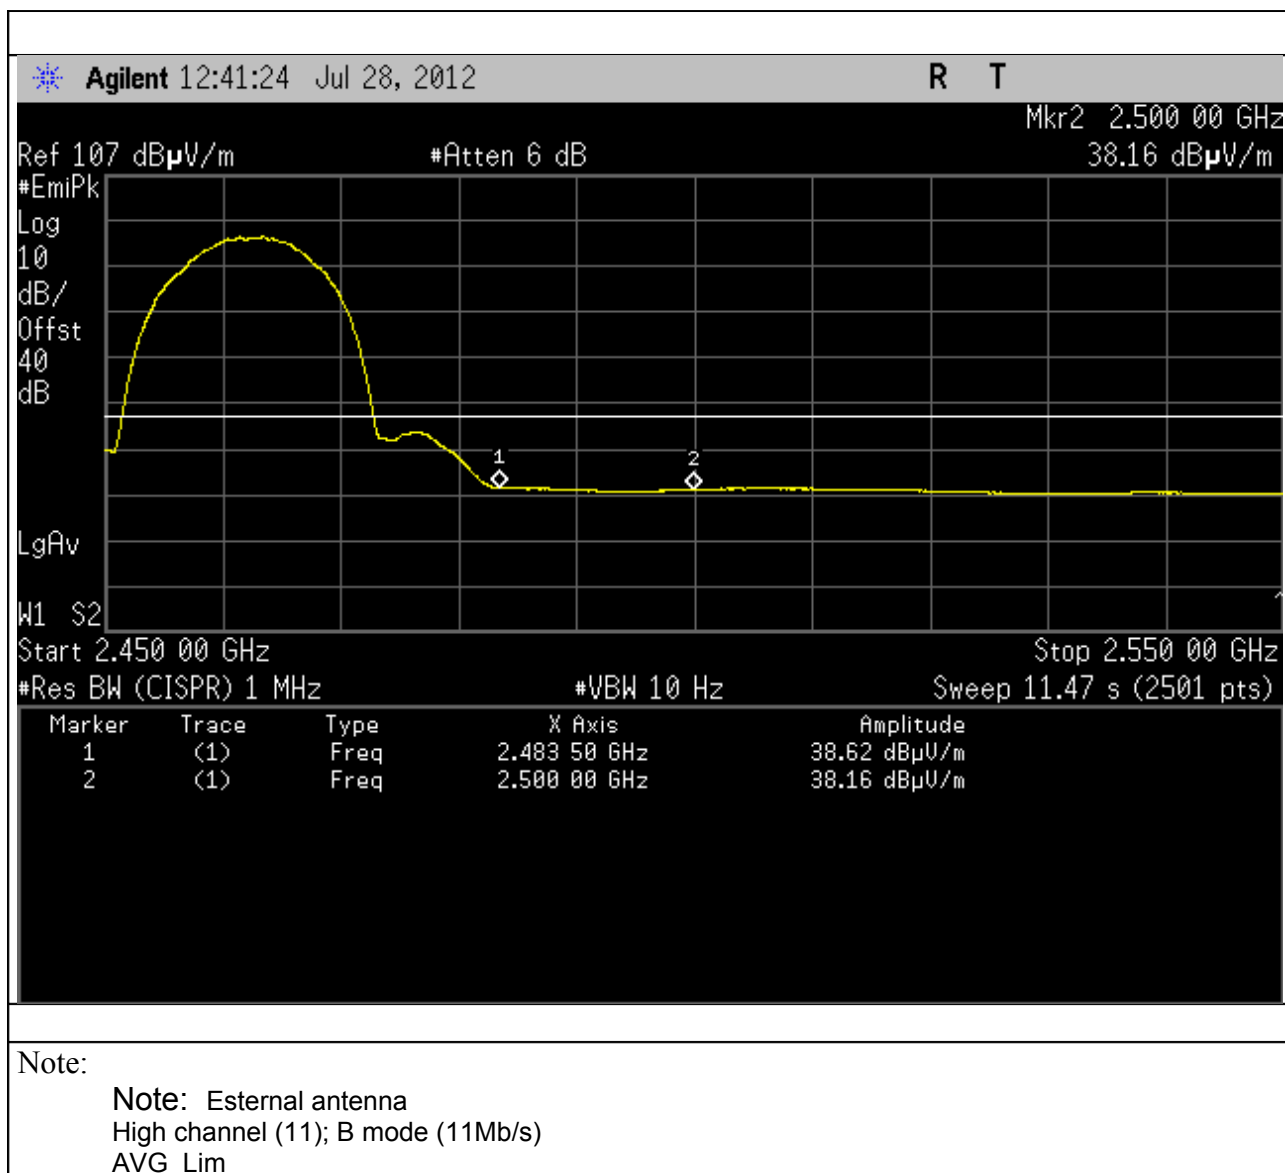 Agilent 12:41:24 Jul 28, 2012 R T
Mkr2 2.500 00 GHz
Ref 107 dBµV/m #Atten 6 dB 38.16 dBµV/m
#EmiPk
Log
10
dB/
Offst
40
dB
1 2
LgAv
W1 S2
Start 2.450 00 GHz Stop 2.550 00 GHz
#Res BW (CISPR) 1 MHz #VBW 10 Hz Sweep 11.47 s (2501 pts)
Marker Trace Type X Axis Amplitude
1 (1) Freq 2.483 50 GHz 38.62 dBµV/m
2 (1) Freq 2.500 00 GHz 38.16 dBµV/m
Note:
Note: Esternal antenna
High channel (11); B mode (11Mb/s)
AVG Lim